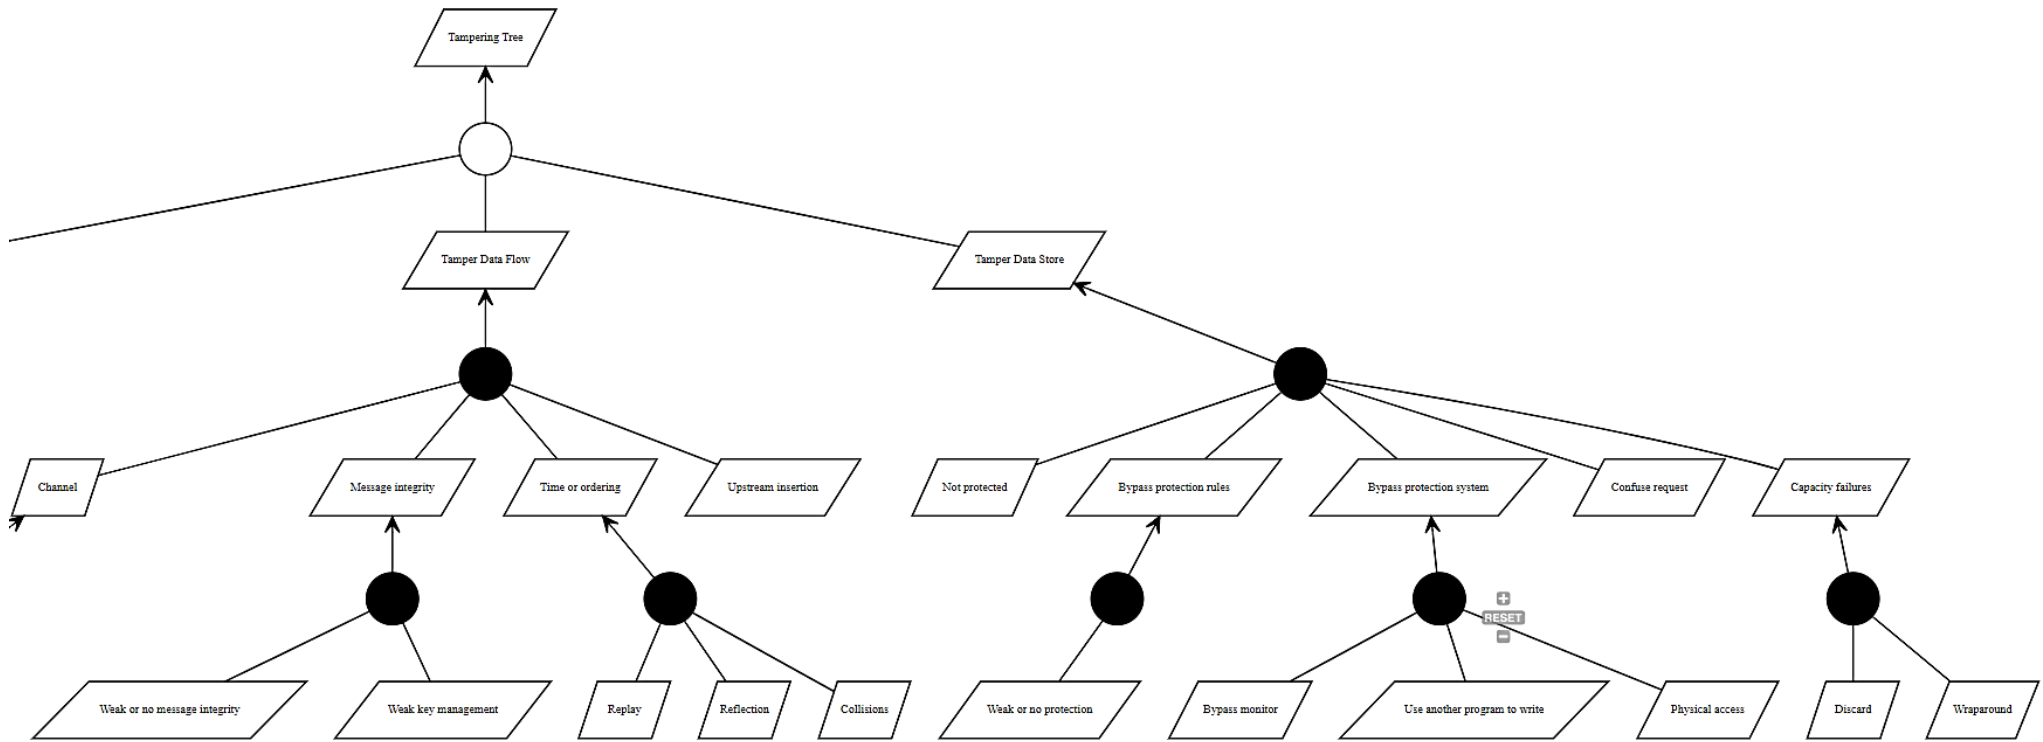 Tampering Tree
Tamper Data Flow
Tamper Data Store
Channel
Message integrity
Time or ordering
Upstream insertion
Not protected
Bypass protection rules
Bypass protection system
Confuse request
Capacity failures
+
RESET
−
Weak or no message integrity
Weak key management
Replay
Reflection
Collisions
Weak or no protection
Bypass monitor
Use another program to write
Physical access
Discard
Wraparound